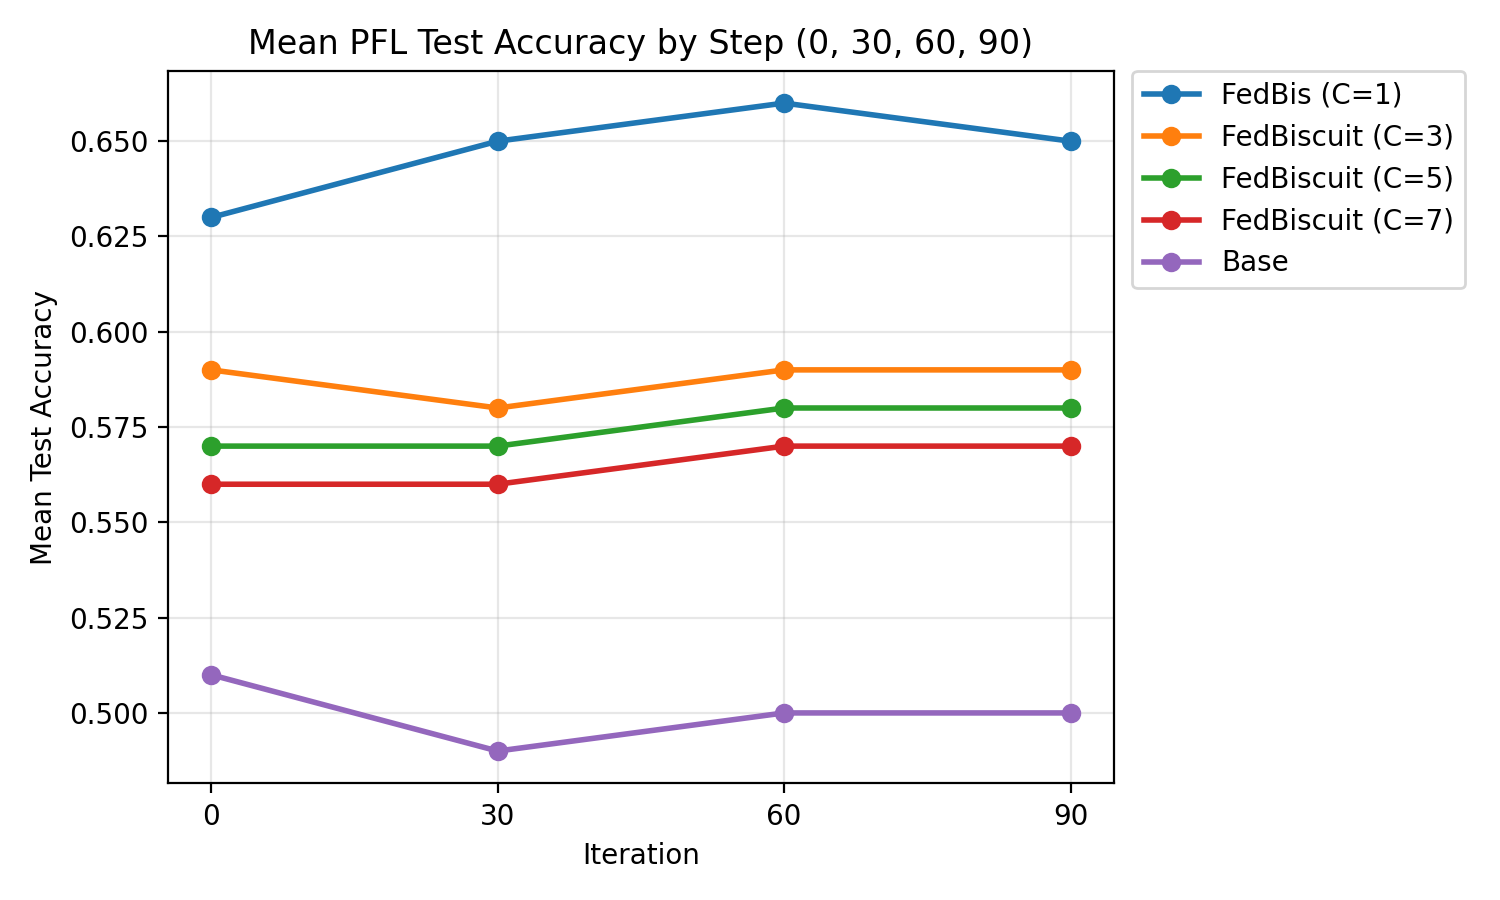 Mean PFL Test Accuracy by Step (0, 30, 60, 90)
FedBis (C=1)
FedBiscuit (C=3)
FedBiscuit (C=5)
FedBiscuit (C=7)
Base
Mean Test Accuracy
0.650
0.625
0.600
0.575
0.550
0.525
0.500
0 30 60 90
Iteration